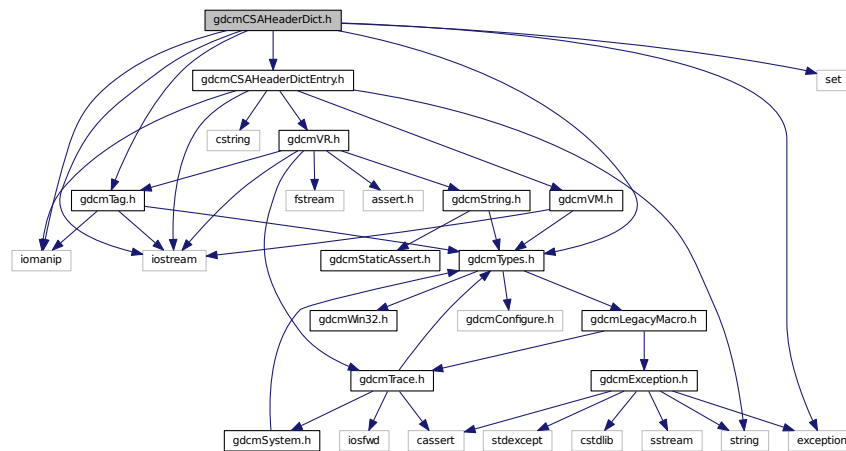 gdcmCSAHeaderDict.h
gdcmCSAHeaderDictEntry.h
set
cstring
gdcmVR.h
gdcmTag.h
fstream
assert.h
gdcmString.h
gdcmVM.h
iomanip
iostream
gdcmStaticAssert.h
gdcmTypes.h
gdcmWin32.h
gdcmConfigure.h
gdcmLegacyMacro.h
gdcmTrace.h
gdcmException.h
gdcmSystem.h
iosfwd
cassert
stdexcept
cstdlib
sstream
string
exception